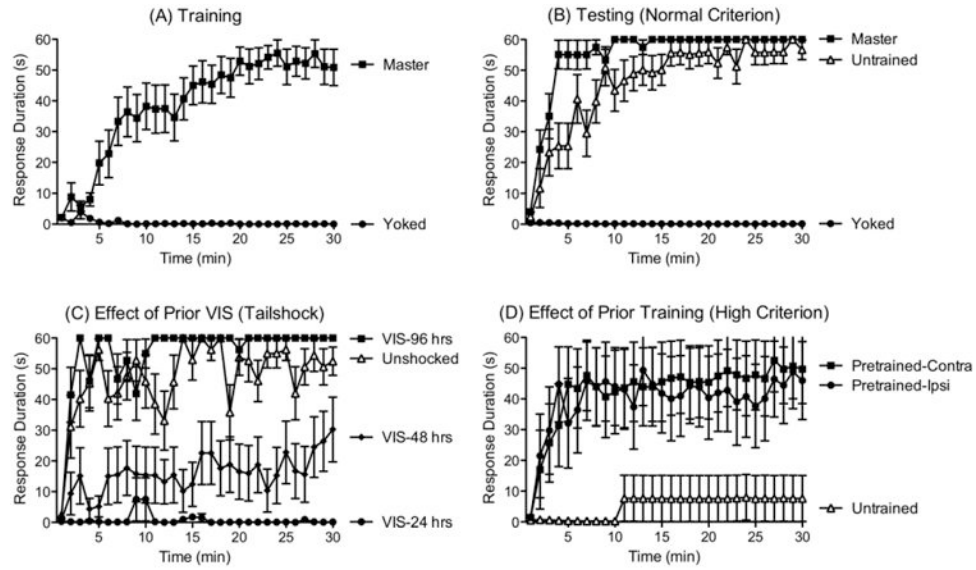 (A) Training
Response Duration (s)
60
50
40
30
20
10
0
5 10 15 20 25 30
Time (min)
Master
Yoked
(B) Testing (Normal Criterion)
Response Duration (s)
60
50
40
30
20
10
0
5 10 15 20 25 30
Time (min)
Master
Untrained
Yoked
(C) Effect of Prior VIS (Tailshock)
Response Duration (s)
60
50
40
30
20
10
0
5 10 15 20 25 30
Time (min)
VIS-96 hrs
Unshocked
VIS-48 hrs
VIS-24 hrs
(D) Effect of Prior Training (High Criterion)
Response Duration (s)
60
50
40
30
20
10
0
5 10 15 20 25 30
Time (min)
Pretrained-Contra
Pretrained-Ipsi
Untrained